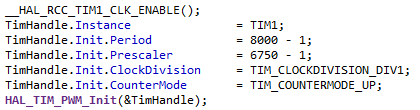 __HAL_RCC_TIM1_CLK_ENABLE();
TimHandle.Instance = TIM1;
TimHandle.Init.Period = 8000 - 1;
TimHandle.Init.Prescaler = 6750 - 1;
TimHandle.Init.ClockDivision = TIM_CLOCKDIVISION_DIV1;
TimHandle.Init.CounterMode = TIM_COUNTERMODE_UP;
HAL_TIM_PWM_Init(&TimHandle);